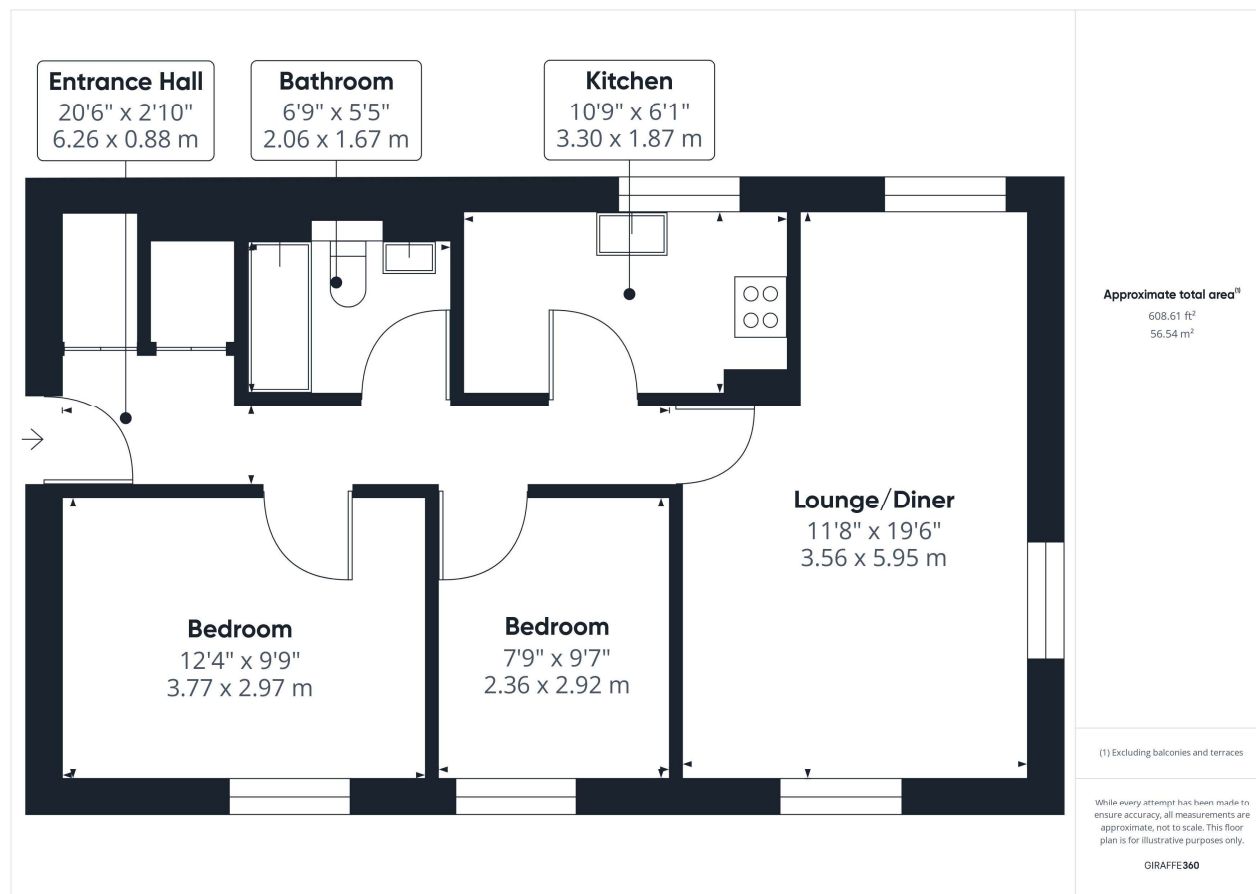 Entrance Hall
20'6" x 2'10"
6.26 x 0.88 m
Bathroom
6'9" x 5'5"
2.06 x 1.67 m
Kitchen
10'9" x 6'1"
3.30 x 1.87 m
Lounge/Diner
11'8" x 19'6"
3.56 x 5.95 m
Bedroom
12'4" x 9'9"
3.77 x 2.97 m
Bedroom
7'9" x 9'7"
2.36 x 2.92 m
Approximate total area⁽¹⁾
608.61 ft²
56.54 m²
(1) Excluding balconies and terraces
While every attempt has been made to
ensure accuracy, all measurements are
approximate, not to scale. This floor
plan is for illustrative purposes only.
GIRAFFE360